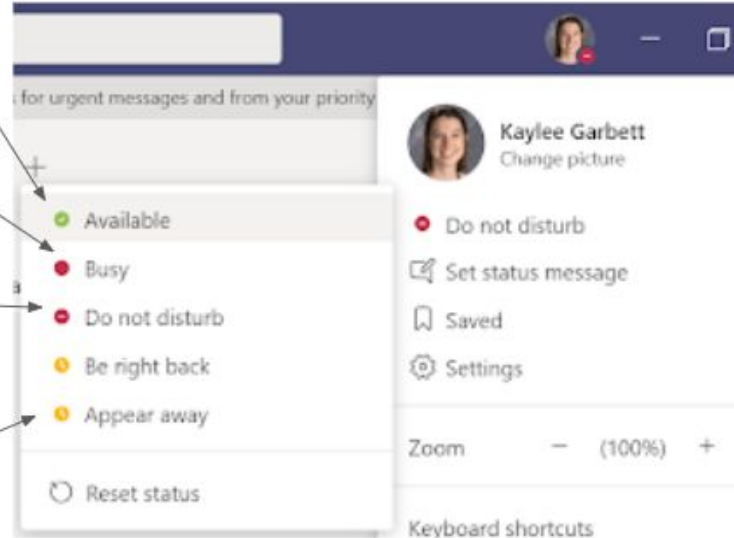 for urgent messages and from your priority
Kaylee Garbett
Change picture
Available
Busy
Do not disturb
Be right back
Appear away
Reset status
Do not disturb
Set status message
Saved
Settings
Zoom
(100%)
Keyboard shortcuts